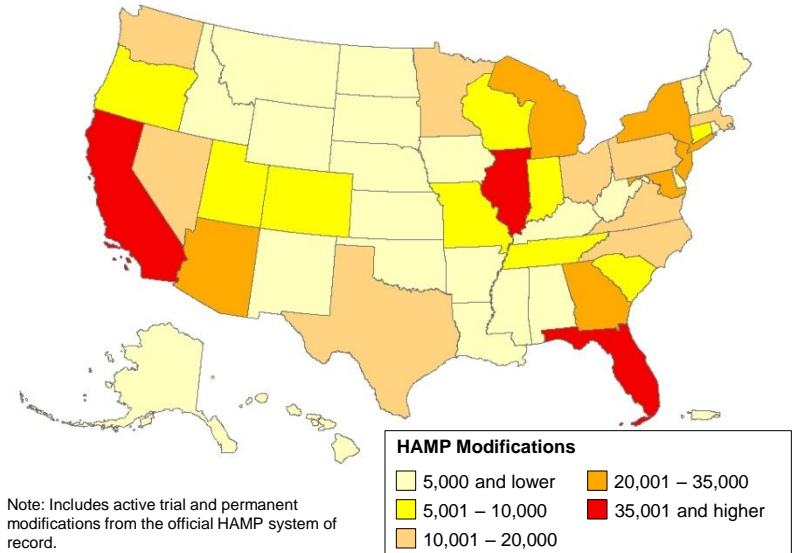 HAMP Modifications
5,000 and lower
20,001 – 35,000
5,001 – 10,000
35,001 and higher
10,001 – 20,000
Note: Includes active trial and permanent
modifications from the official HAMP system of
record.